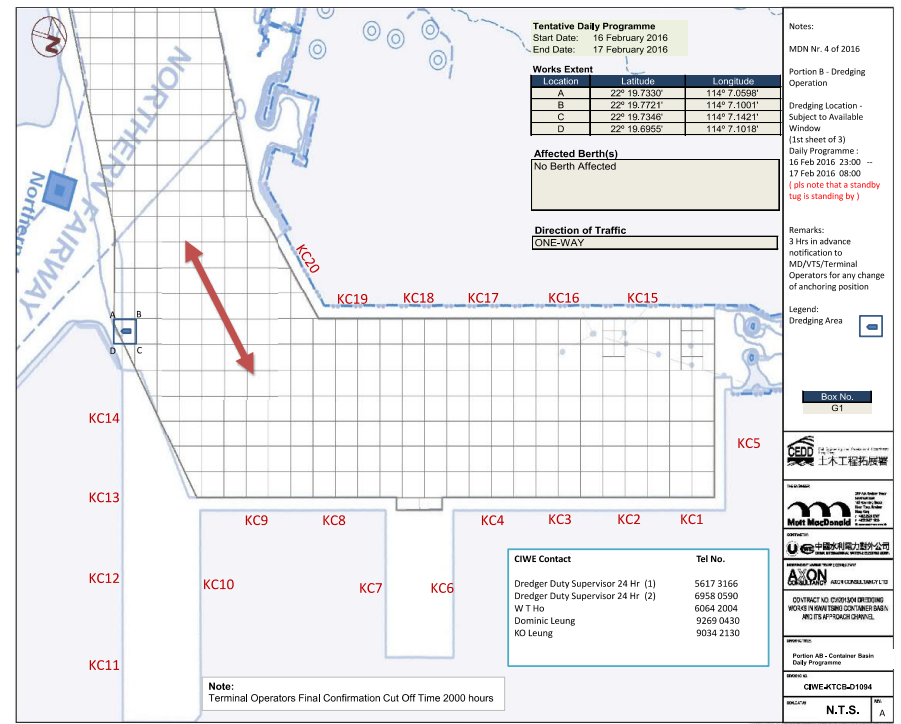 N
NORTHERN FAIRWAY
Northern
Tentative Daily Programme
Start Date: 16 February 2016
End Date: 17 February 2016
Works Extent
Location Latitude Longitude
A 22º 19.7330' 114º 7.0598'
B 22º 19.7721' 114º 7.1001'
C 22º 19.7346' 114º 7.1421'
D 22º 19.6955' 114º 7.1018'
Affected Berth(s)
No Berth Affected
Direction of Traffic
ONE-WAY
KC20
KC19 KC18 KC17 KC16 KC15
A B
D C
KC14
KC5
KC13
KC9 KC8 KC4 KC3 KC2 KC1
KC12 KC10 KC7 KC6
KC11
CIWE Contact Tel No.
Dredger Duty Supervisor 24 Hr (1) 5617 3166
Dredger Duty Supervisor 24 Hr (2) 6958 0590
W T Ho 6064 2004
Dominic Leung 9269 0430
KO Leung 9034 2130
Note:
Terminal Operators Final Confirmation Cut Off Time 2000 hours
Notes:
MDN Nr. 4 of 2016
Portion B - Dredging
Operation
Dredging Location -
Subject to Available
Window
(1st sheet of 3)
Daily Programme :
16 Feb 2016 23:00 --
17 Feb 2016 08:00
( pls note that a standby
tug is standing by )
Remarks:
3 Hrs in advance
notification to
MD/VTS/Terminal
Operators for any change
of anchoring position
Legend:
Dredging Area
Box No.
G1
CEDD
土木工程拓展署
THE ENGINEER
Mott MacDonald
CONTRACTOR
中國水利電力對外公司
AXON
CONSULTANCY AXON CONSULTANCY LTD
CONTRACT NO. CV/2013/04 DREDGING
WORKS IN KWAI TSING CONTAINER BASIN
AND ITS APPROACH CHANNEL
DRAWING TITLE
Portion AB - Container Basin
Daily Programme
DRAWING NO.
CIWE-KTCB-D1094
N.T.S.
A